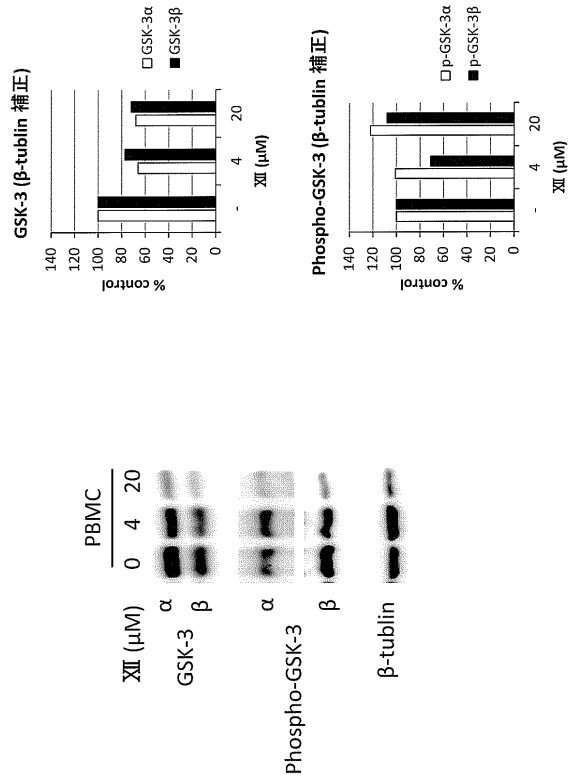 PBMC
XII (μM) 0 4 20
GSK-3 α
β
Phospho-GSK-3 α
β
β-tublin
GSK-3 (β-tublin 補正)
% control
140
120
100
80
60
40
20
0
- 4 20
XII (μM)
GSK-3α
GSK-3β
Phospho-GSK-3 (β-tublin 補正)
% control
140
120
100
80
60
40
20
0
- 4 20
XII (μM)
p-GSK-3α
p-GSK-3β